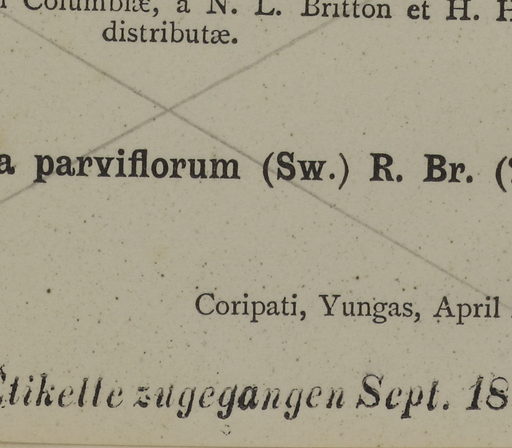 Columbiæ, a N. L. Britton et H. H
distributæ.
a parviflorum (Sw.) R. Br. (
Coripati, Yungas, April
Etikette zugegangen Sept. 18